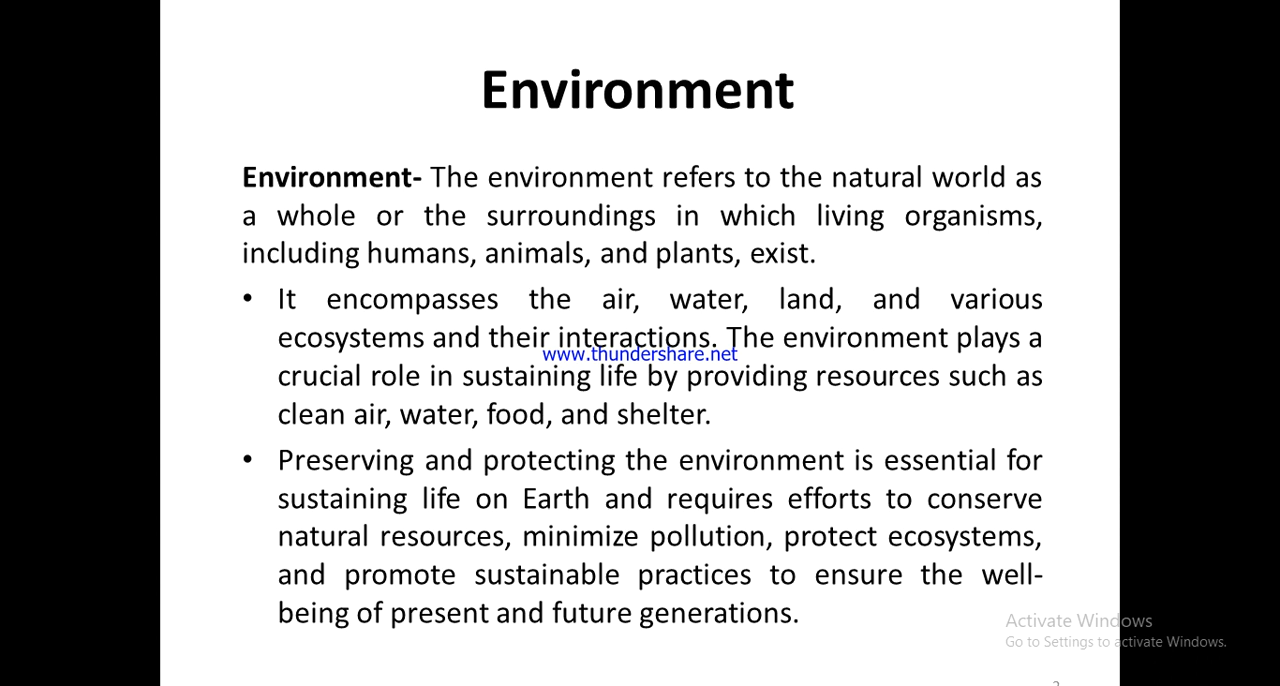 Environment
Environment- The environment refers to the natural world as
a whole or the surroundings in which living organisms,
including humans, animals, and plants, exist.
• It encompasses the air, water, land, and various
ecosystems and their interactions. The environment plays a
www.thundershare.net
crucial role in sustaining life by providing resources such as
clean air, water, food, and shelter.
• Preserving and protecting the environment is essential for
sustaining life on Earth and requires efforts to conserve
natural resources, minimize pollution, protect ecosystems,
and promote sustainable practices to ensure the well-
being of present and future generations.
Activate Windows
Go to Settings to activate Windows.